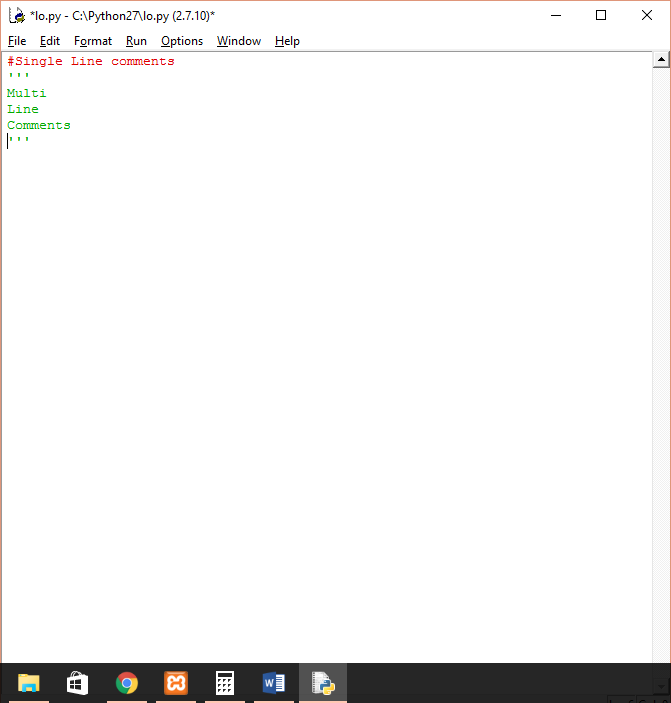 *lo.py - C:\Python27\lo.py (2.7.10)*
File Edit Format Run Options Window Help
#Single Line comments
'''
Multi
Line
Comments
'''